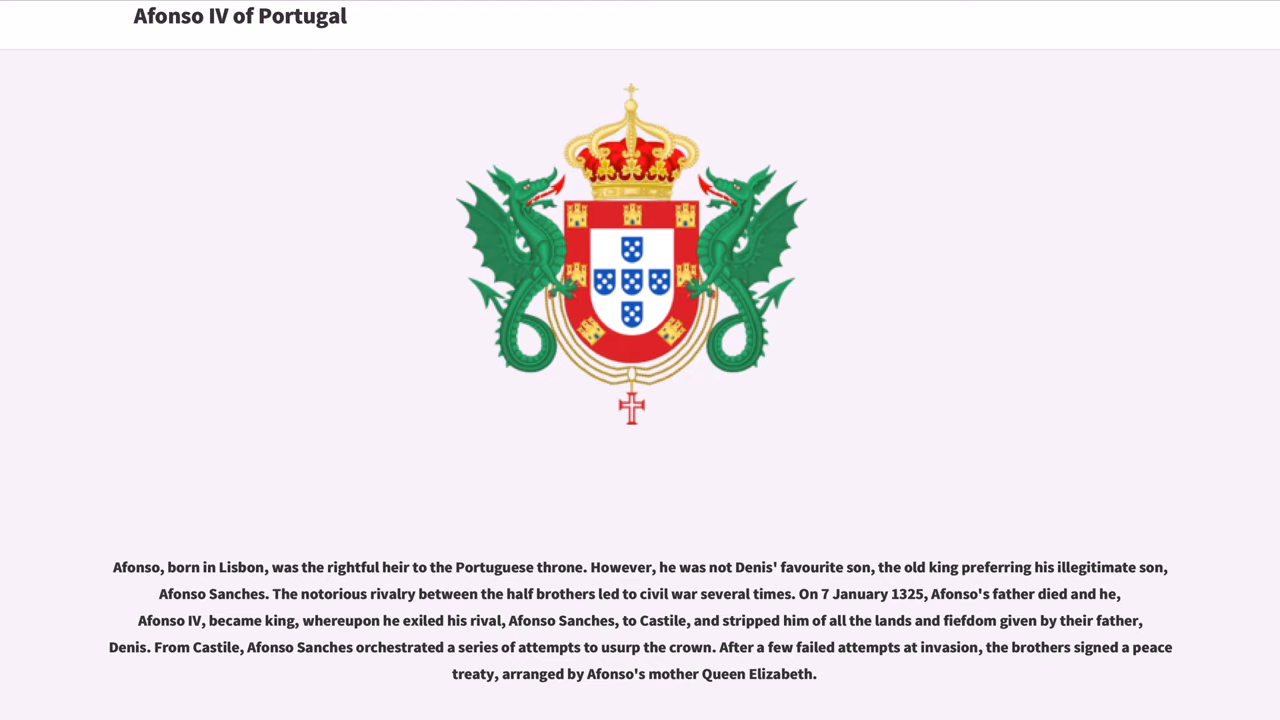 Afonso IV of Portugal
Afonso, born in Lisbon, was the rightful heir to the Portuguese throne. However, he was not Denis' favourite son, the old king preferring his illegitimate son,
Afonso Sanches. The notorious rivalry between the half brothers led to civil war several times. On 7 January 1325, Afonso's father died and he,
Afonso IV, became king, whereupon he exiled his rival, Afonso Sanches, to Castile, and stripped him of all the lands and fiefdom given by their father,
Denis. From Castile, Afonso Sanches orchestrated a series of attempts to usurp the crown. After a few failed attempts at invasion, the brothers signed a peace
treaty, arranged by Afonso's mother Queen Elizabeth.